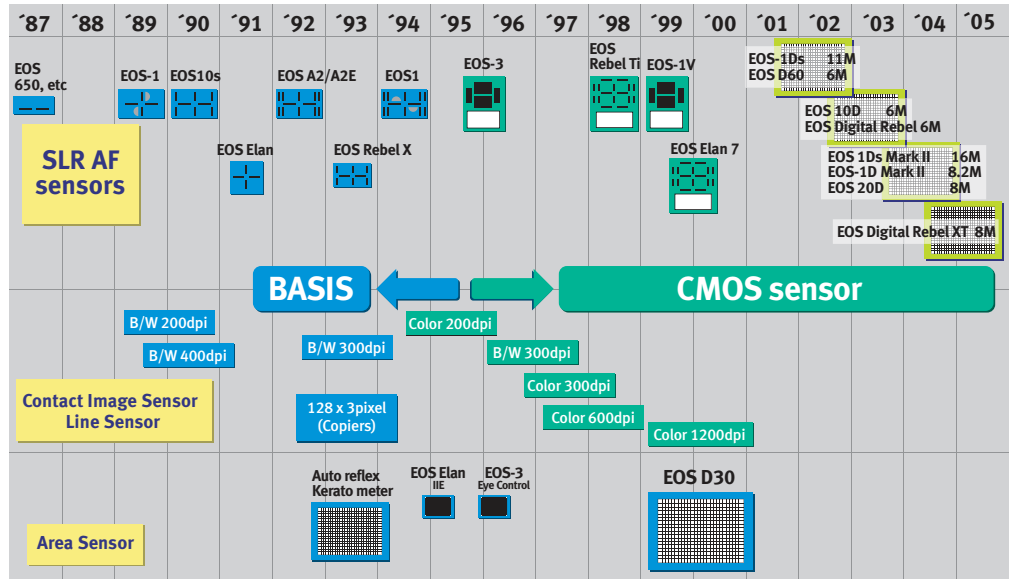 ´87 ´88 ´89 ´90 ´91 ´92 ´93 ´94 ´95 ´96 ´97 ´98 ´99 ´00 ´01 ´02 ´03 ´04 ´05
EOS
650, etc
EOS-1
EOS10s
EOS A2/A2E
EOS1
EOS-3
EOS
Rebel Ti
EOS-1V
EOS-1Ds 11M
EOS D60 6M
EOS 10D 6M
EOS Digital Rebel 6M
SLR AF
sensors
EOS Elan
EOS Rebel X
EOS Elan 7
EOS 1Ds Mark II 16M
EOS-1D Mark II 8.2M
EOS 20D 8M
EOS Digital Rebel XT 8M
BASIS
CMOS sensor
B/W 200dpi
Color 200dpi
B/W 400dpi
B/W 300dpi
B/W 300dpi
Color 300dpi
Contact Image Sensor
Line Sensor
128 x 3pixel
(Copiers)
Color 600dpi
Color 1200dpi
Auto reflex
Kerato meter
EOS Elan
IIE
EOS-3
Eye Control
EOS D30
Area Sensor